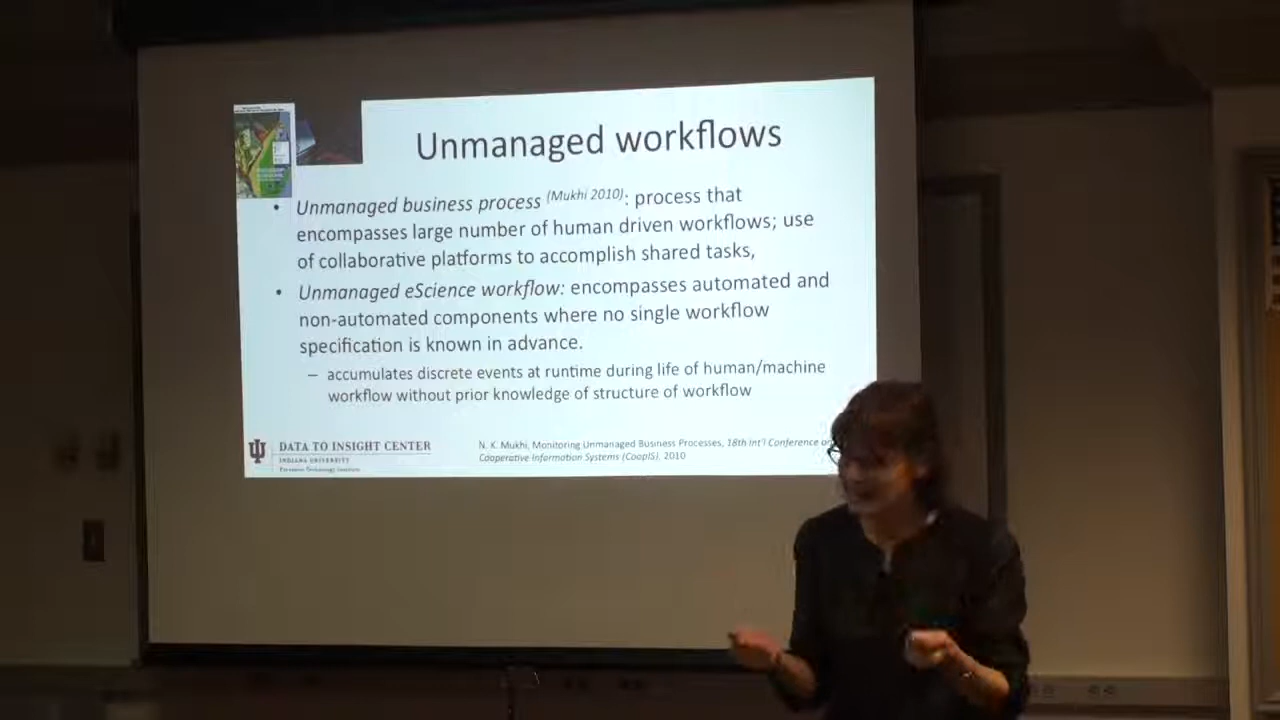 Unmanaged workflows
• Unmanaged business process (Mukhi 2010): process that
encompasses large number of human driven workflows; use
of collaborative platforms to accomplish shared tasks,
• Unmanaged eScience workflow: encompasses automated and
non-automated components where no single workflow
specification is known in advance.
– accumulates discrete events at runtime during life of human/machine
workflow without prior knowledge of structure of workflow
DATA TO INSIGHT CENTER
INDIANA UNIVERSITY
Pervasive Technology Institute
N. K. Mukhi, Monitoring Unmanaged Business Processes, 18th Int'l Conference on
Cooperative Information Systems (CoopIS), 2010